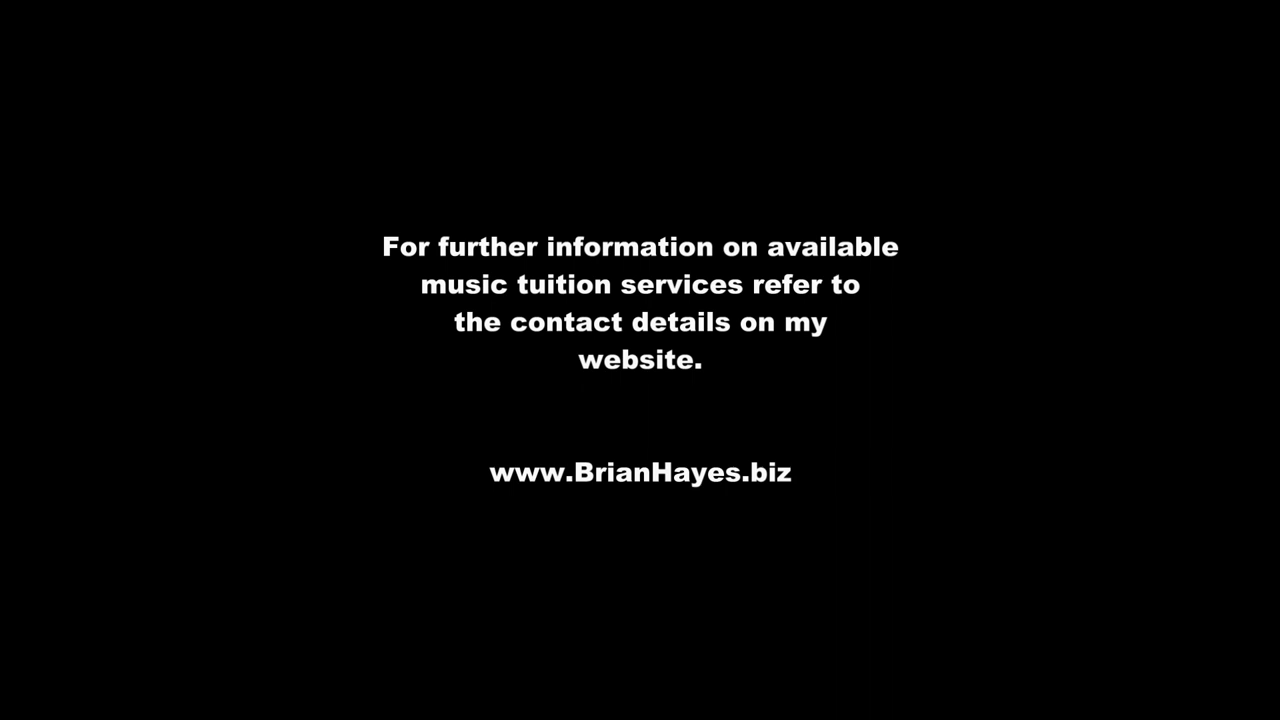 For further information on available
music tuition services refer to
the contact details on my
website.
www.BrianHayes.biz